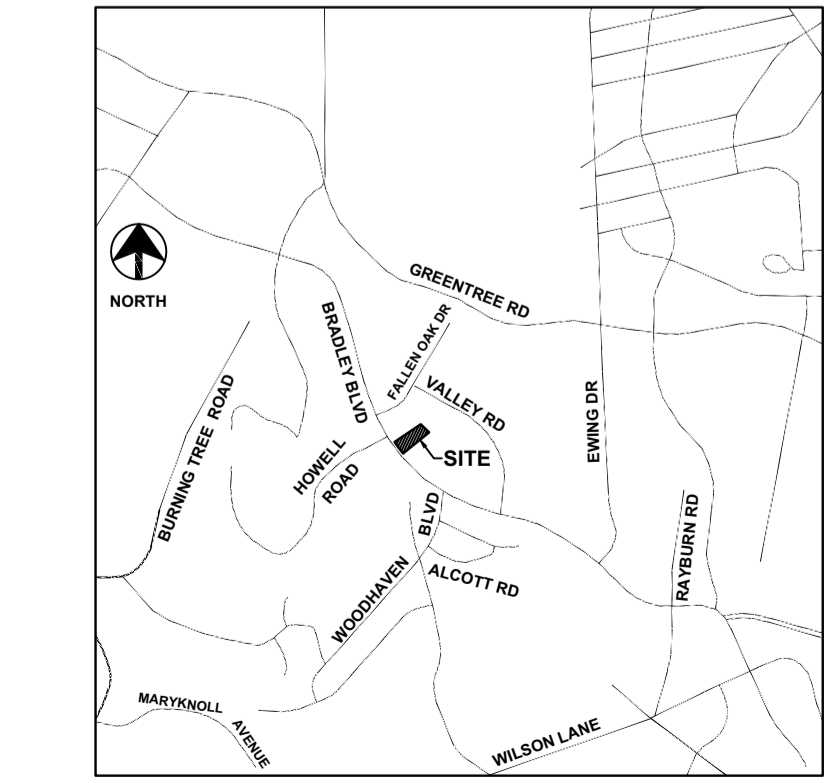 NORTH
GREENTREE RD
BRADLEY BLVD
FALLEN OAK DR
VALLEY RD
BURNING TREE ROAD
EWING DR
HOWELL
ROAD
SITE
WOODHAVEN
BLVD
RAYBURN RD
ALCOTT RD
MARYKNOLL
AVENUE
WILSON LANE